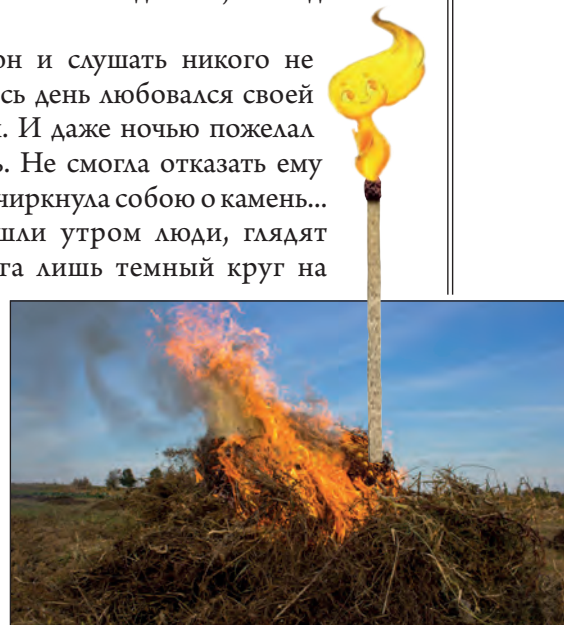 он и слушать никого не
сь день любовался своей
. И даже ночью пожелал
ь. Не смогла отказать ему
чиркнула собою о камень...
шли утром люди, глядят
га лишь темный круг на